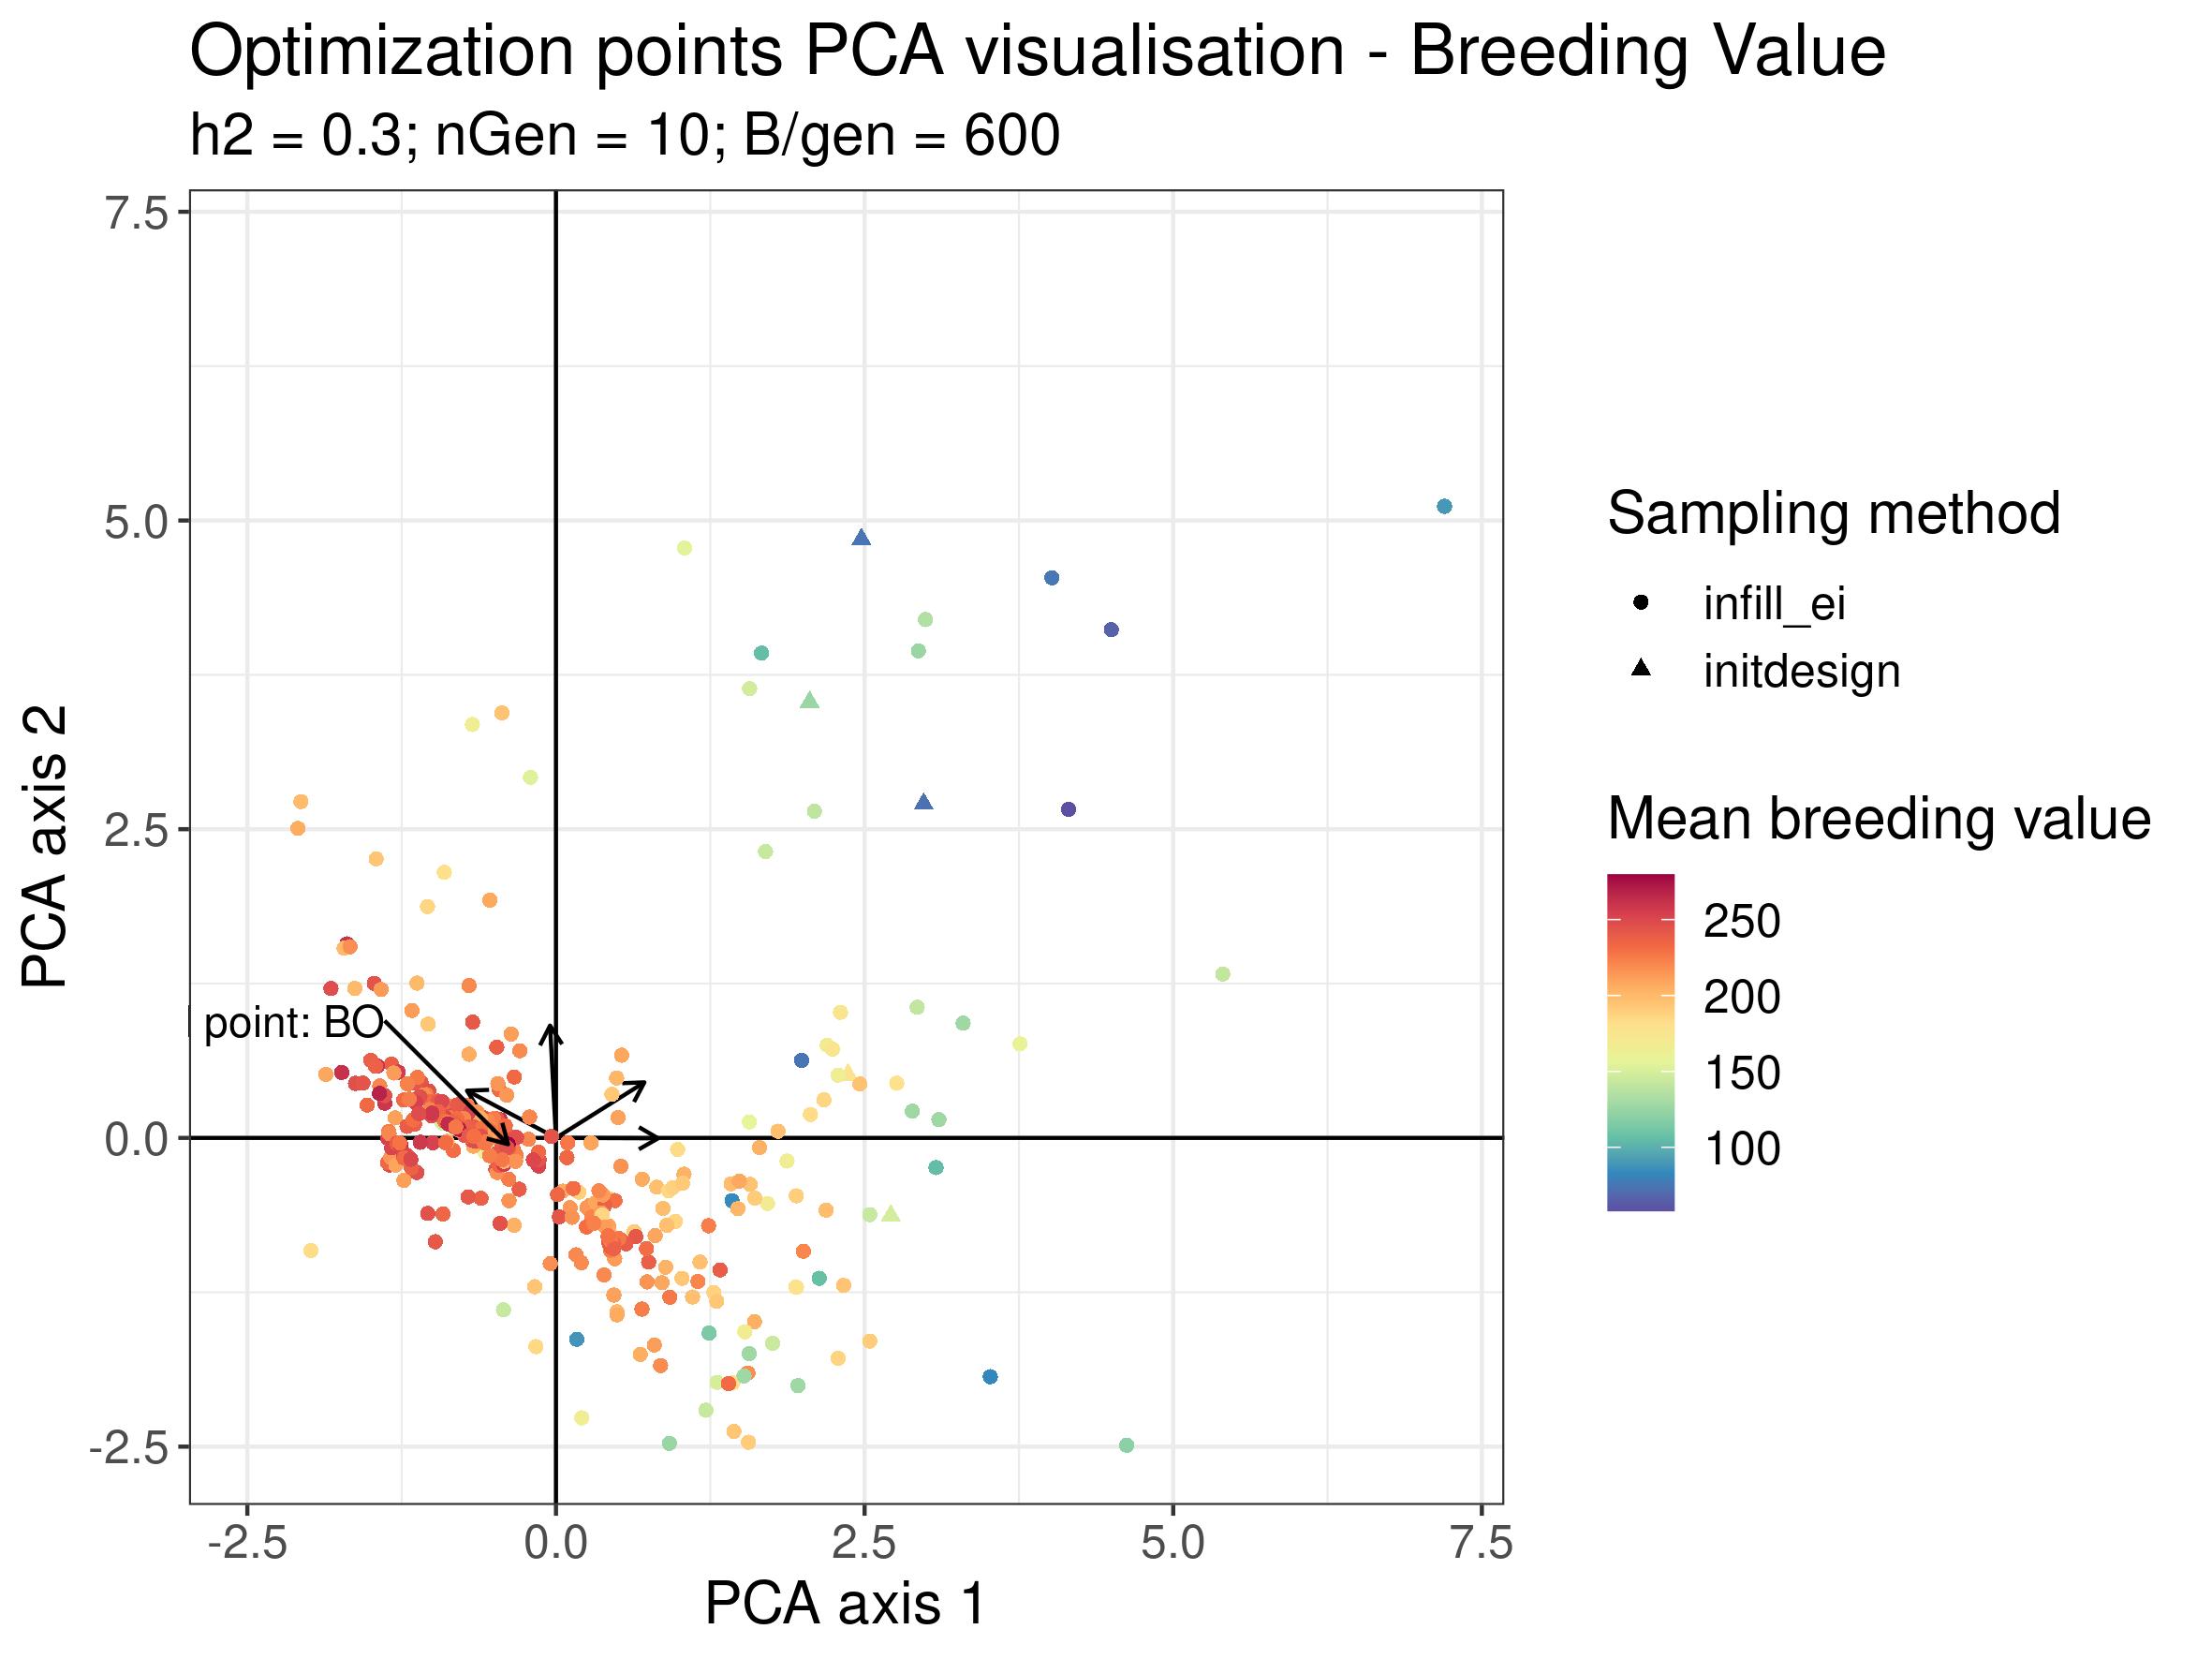 Optimization points PCA visualisation - Breeding Value
h2 = 0.3; nGen = 10; B/gen = 600
7.5
5.0
2.5
0.0
-2.5
PCA axis 2
point: BO
-2.5
0.0
2.5
5.0
7.5
PCA axis 1
Sampling method
infill_ei
initdesign
Mean breeding value
250
200
150
100